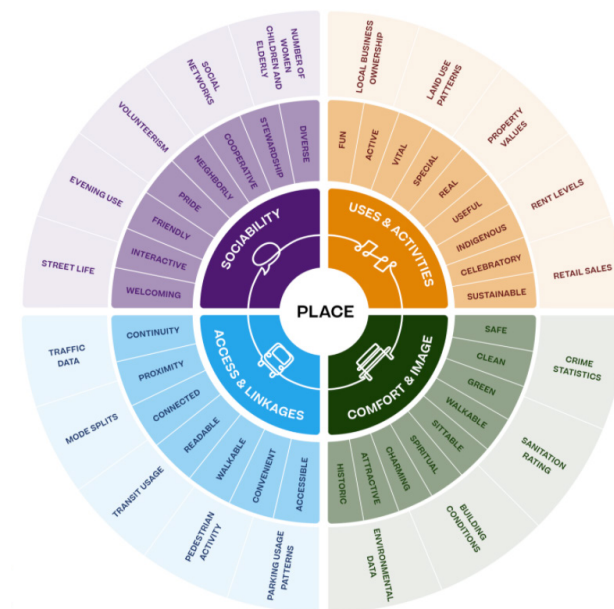 PLACE
SOCIABILITY
USES & ACTIVITIES
ACCESS & LINKAGES
COMFORT & IMAGE
DIVERSE
STEWARDSHIP
COOPERATIVE
NEIGHBORLY
PRIDE
FRIENDLY
INTERACTIVE
WELCOMING
NUMBER OF
WOMEN
CHILDREN AND
ELDERLY
SOCIAL
NETWORKS
VOLUNTEERISM
EVENING USE
STREET LIFE
FUN
ACTIVE
VITAL
SPECIAL
REAL
USEFUL
INDIGENOUS
CELEBRATORY
SUSTAINABLE
LOCAL BUSINESS
OWNERSHIP
LAND USE
PATTERNS
PROPERTY
VALUES
RENT LEVELS
RETAIL SALES
CONTINUITY
PROXIMITY
CONNECTED
READABLE
WALKABLE
CONVENIENT
ACCESSIBLE
TRAFFIC
DATA
MODE SPLITS
TRANSIT USAGE
PEDESTRIAN
ACTIVITY
PARKING USAGE
PATTERNS
SAFE
CLEAN
GREEN
WALKABLE
SITTABLE
SPIRITUAL
CHARMING
ATTRACTIVE
HISTORIC
CRIME
STATISTICS
SANITATION
RATING
BUILDING
CONDITIONS
ENVIRONMENTAL
DATA